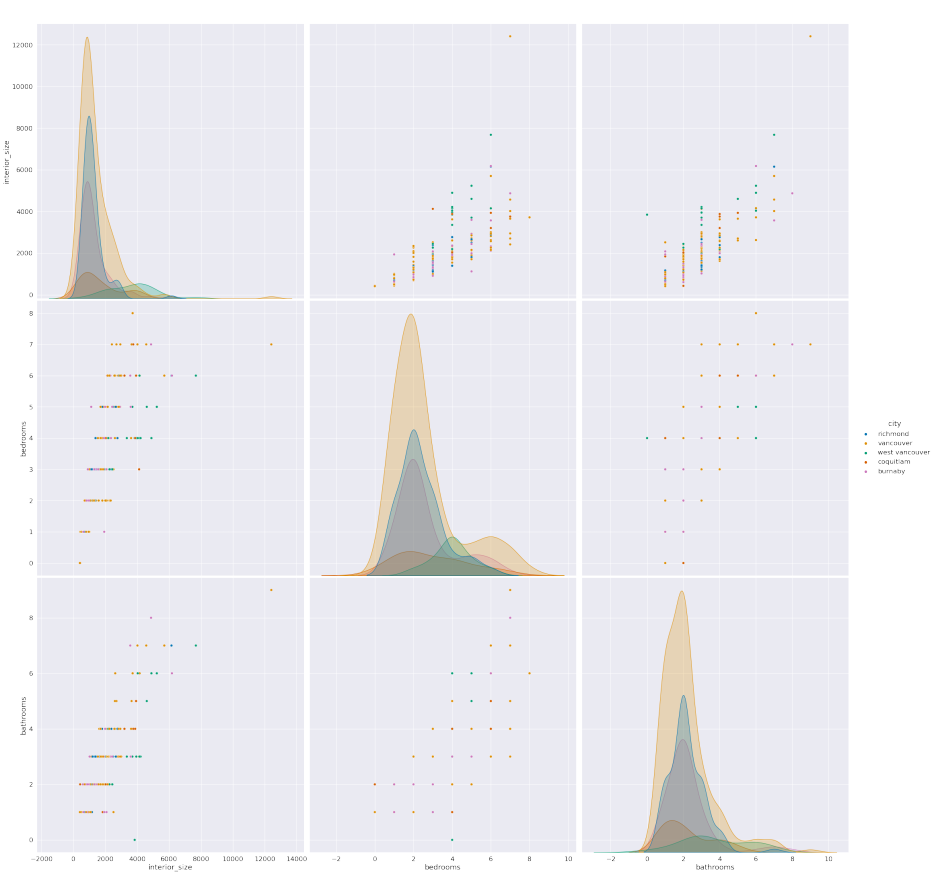 12000
10000
8000
6000
4000
2000
0
interior_size
8
7
6
5
4
3
2
1
0
bedrooms
city
richmond
vancouver
west vancouver
coquitlam
burnaby
8
6
4
2
0
bathrooms
−2000 0 2000 4000 6000 8000 10000 12000 14000
interior_size
−2 0 2 4 6 8 10
bedrooms
−2 0 2 4 6 8 10
bathrooms